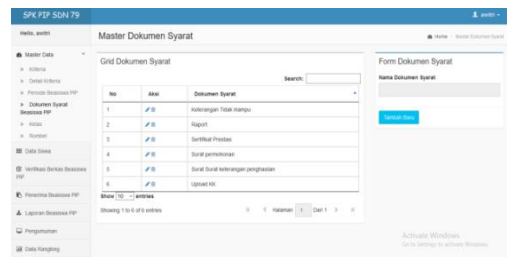 SPK PIP SDN 79
awitri
Hello, awitri
Master Dokumen Syarat
Home
Master Dokumen Syarat
Master Data
Kriteria
Detail Kriteria
Periode Beasiswa PIP
Dokumen Syarat
Beasiswa PIP
Kelas
Nomber
Data Siswa
Verifikasi Berkas Beasiswa
PIP
Penerima Beasiswa PIP
Laporan Beasiswa PIP
Pengumuman
Data Rangking
Grid Dokumen Syarat
Search:
No Aksi Dokumen Syarat
1 Keterangan Tidak mampu
2 Raport
3 Sertifikat Prestasi
4 Surat permohonan
5 Surat Surat keterangan penghasilan
6 Upload KK
Show 10 entries
Showing 1 to 6 of 6 entries
Halaman 1 Dari 1
Form Dokumen Syarat
Nama Dokumen Syarat
Tambah Baru
Activate Windows
Go to Settings to activate Windows.